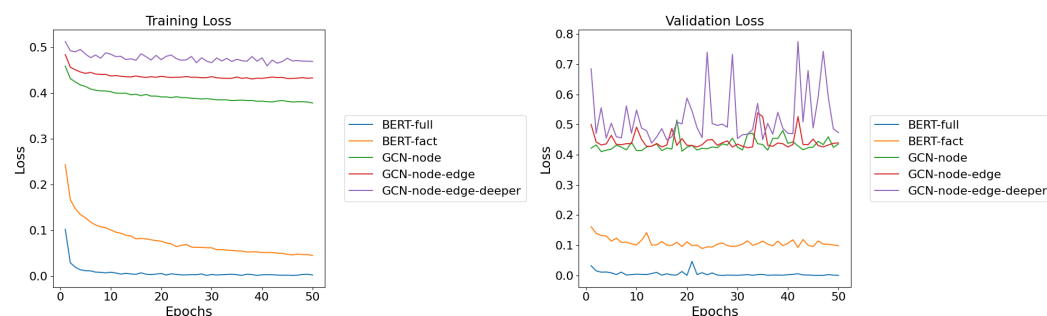 Training Loss
Loss
0.5
0.4
0.3
0.2
0.1
0.0
0 10 20 30 40 50
Epochs
BERT-full
BERT-fact
GCN-node
GCN-node-edge
GCN-node-edge-deeper
Validation Loss
Loss
0.8
0.7
0.6
0.5
0.4
0.3
0.2
0.1
0.0
0 10 20 30 40 50
Epochs
BERT-full
BERT-fact
GCN-node
GCN-node-edge
GCN-node-edge-deeper